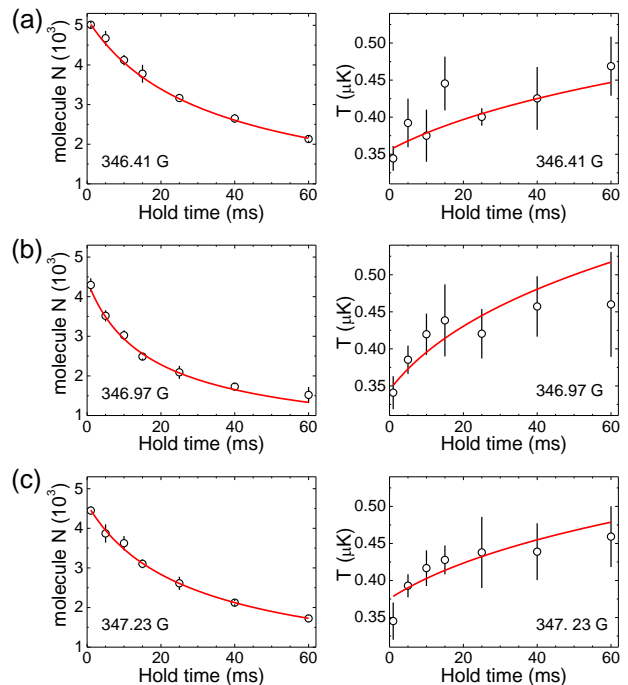 (a)
5
4
3
2
1
0 20 40 60
molecule N (10³)
346.41 G
Hold time (ms)
0.50
0.45
0.40
0.35
0 20 40 60
T (μK)
346.41 G
Hold time (ms)
(b)
5
4
3
2
1
0 20 40 60
molecule N (10³)
346.97 G
Hold time (ms)
0.50
0.45
0.40
0.35
0 20 40 60
T (μK)
346.97 G
Hold time (ms)
(c)
5
4
3
2
1
0 20 40 60
molecule N (10³)
347.23 G
Hold time (ms)
0.50
0.45
0.40
0.35
0 20 40 60
T (μK)
347. 23 G
Hold time (ms)